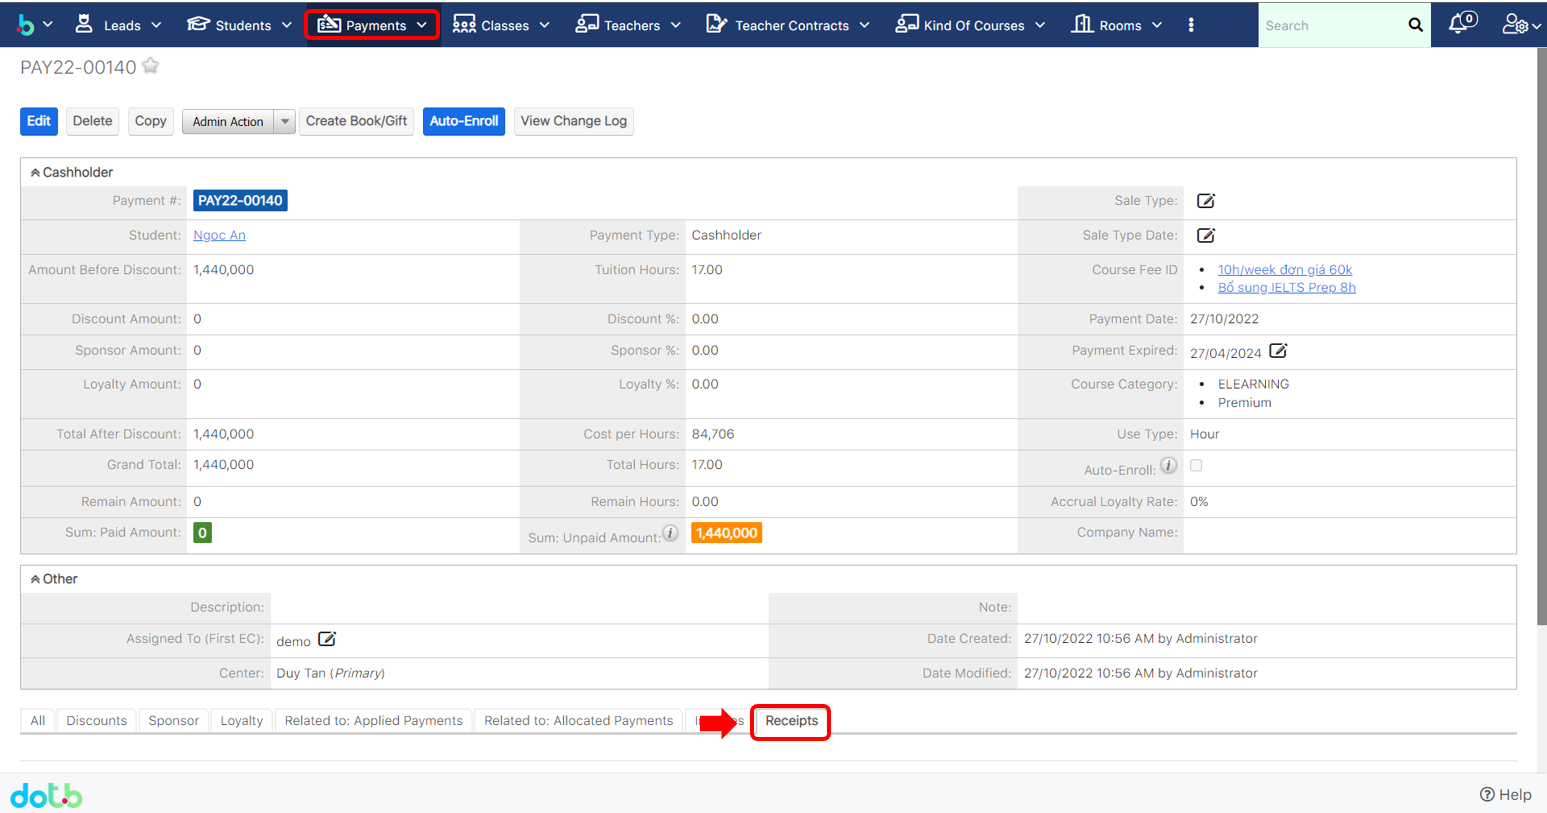 Leads Students Payments Classes Teachers Teacher Contracts Kind Of Courses Rooms Search 0
PAY22-00140
Edit Delete Copy Admin Action Create Book/Gift Auto-Enroll View Change Log
Cashholder
Payment #: PAY22-00140 Sale Type:
Student: Ngoc An Payment Type: Cashholder Sale Type Date:
Amount Before Discount: 1,440,000 Tuition Hours: 17.00 Course Fee ID • 10h/week đơn giá 60k
• Bổ sung IELTS Prep 8h
Discount Amount: 0 Discount %: 0.00 Payment Date: 27/10/2022
Sponsor Amount: 0 Sponsor %: 0.00 Payment Expired: 27/04/2024
Loyalty Amount: 0 Loyalty %: 0.00 Course Category: • ELEARNING
• Premium
Total After Discount: 1,440,000 Cost per Hours: 84,706 Use Type: Hour
Grand Total: 1,440,000 Total Hours: 17.00 Auto-Enroll:
Remain Amount: 0 Remain Hours: 0.00 Accrual Loyalty Rate: 0%
Sum: Paid Amount: 0 Sum: Unpaid Amount: 1,440,000 Company Name:
Other
Description: Note:
Assigned To (First EC): demo Date Created: 27/10/2022 10:56 AM by Administrator
Center: Duy Tan (Primary) Date Modified: 27/10/2022 10:56 AM by Administrator
All Discounts Sponsor Loyalty Related to: Applied Payments Related to: Allocated Payments Receipts
dotb Help